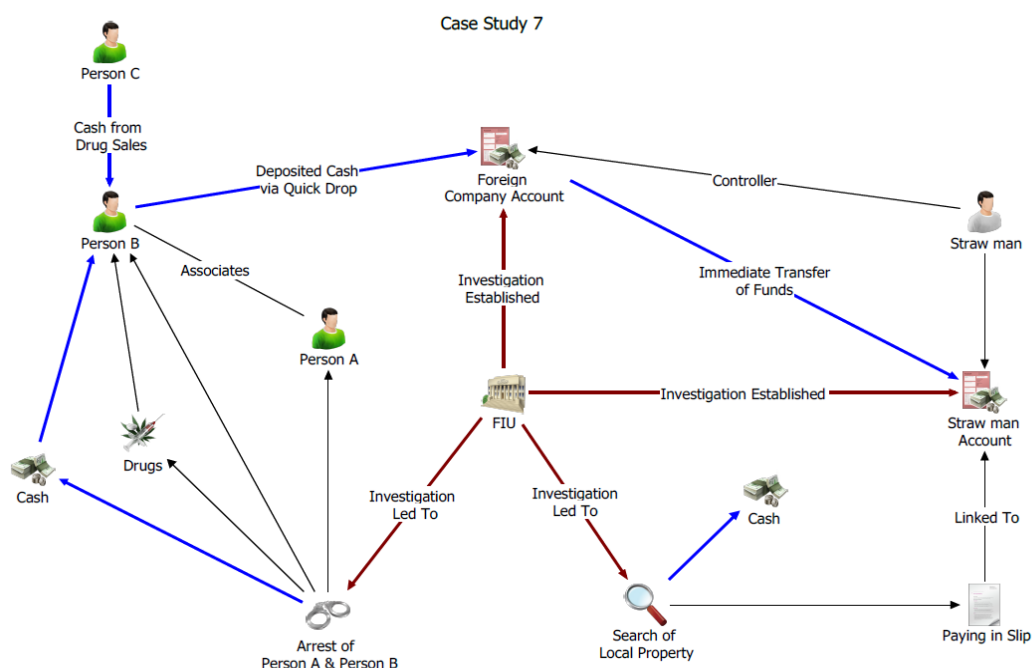 Case Study 7
Person C
Cash from
Drug Sales
Deposited Cash
via Quick Drop
Foreign
Company Account
Controller
Person B
Straw man
Associates
Investigation
Established
Immediate Transfer
of Funds
Person A
Investigation Established
FIU
Straw man
Account
Drugs
Cash
Investigation
Led To
Investigation
Led To
Cash
Linked To
Arrest of
Person A & Person B
Search of
Local Property
Paying in Slip